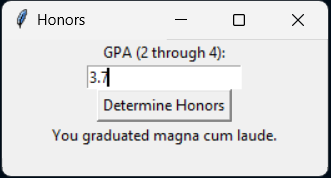 Honors
GPA (2 through 4):
3.7
Determine Honors
You graduated magna cum laude.